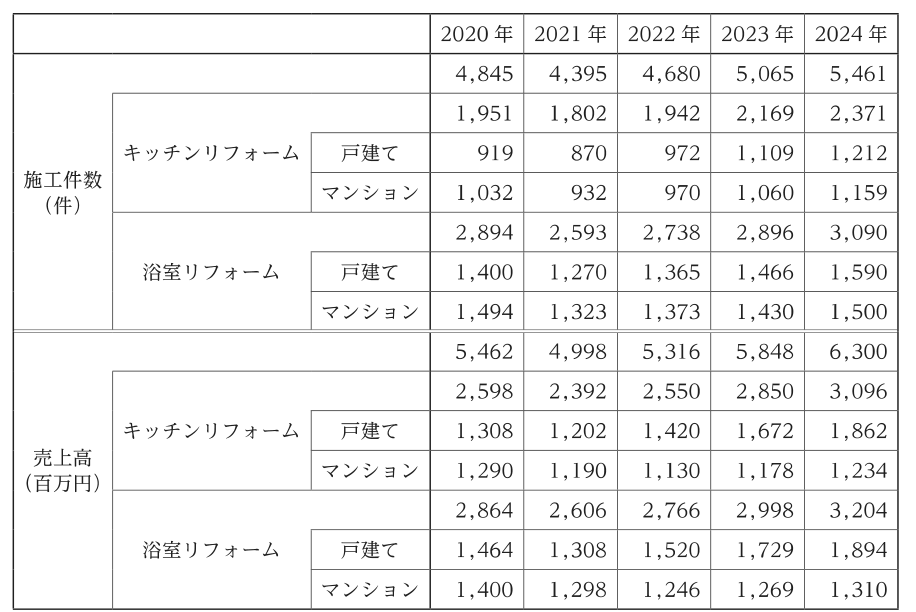 2020年 2021年 2022年 2023年 2024年
施工件数
（件）
4,845 4,395 4,680 5,065 5,461
キッチンリフォーム
1,951 1,802 1,942 2,169 2,371
戸建て 919 870 972 1,109 1,212
マンション 1,032 932 970 1,060 1,159
浴室リフォーム
2,894 2,593 2,738 2,896 3,090
戸建て 1,400 1,270 1,365 1,466 1,590
マンション 1,494 1,323 1,373 1,430 1,500
売上高
（百万円）
5,462 4,998 5,316 5,848 6,300
キッチンリフォーム
2,598 2,392 2,550 2,850 3,096
戸建て 1,308 1,202 1,420 1,672 1,862
マンション 1,290 1,190 1,130 1,178 1,234
浴室リフォーム
2,864 2,606 2,766 2,998 3,204
戸建て 1,464 1,308 1,520 1,729 1,894
マンション 1,400 1,298 1,246 1,269 1,310